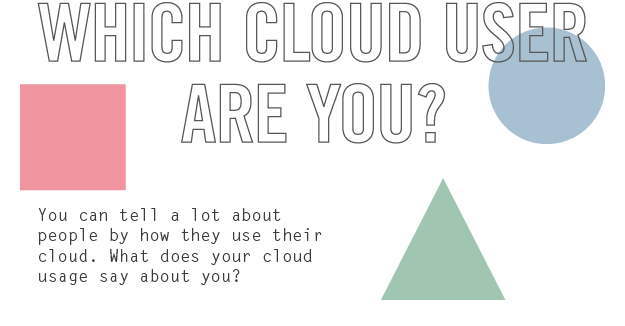 WHICH CLOUD USER
ARE YOU?
You can tell a lot about
people by how they use their
cloud. What does your cloud
usage say about you?